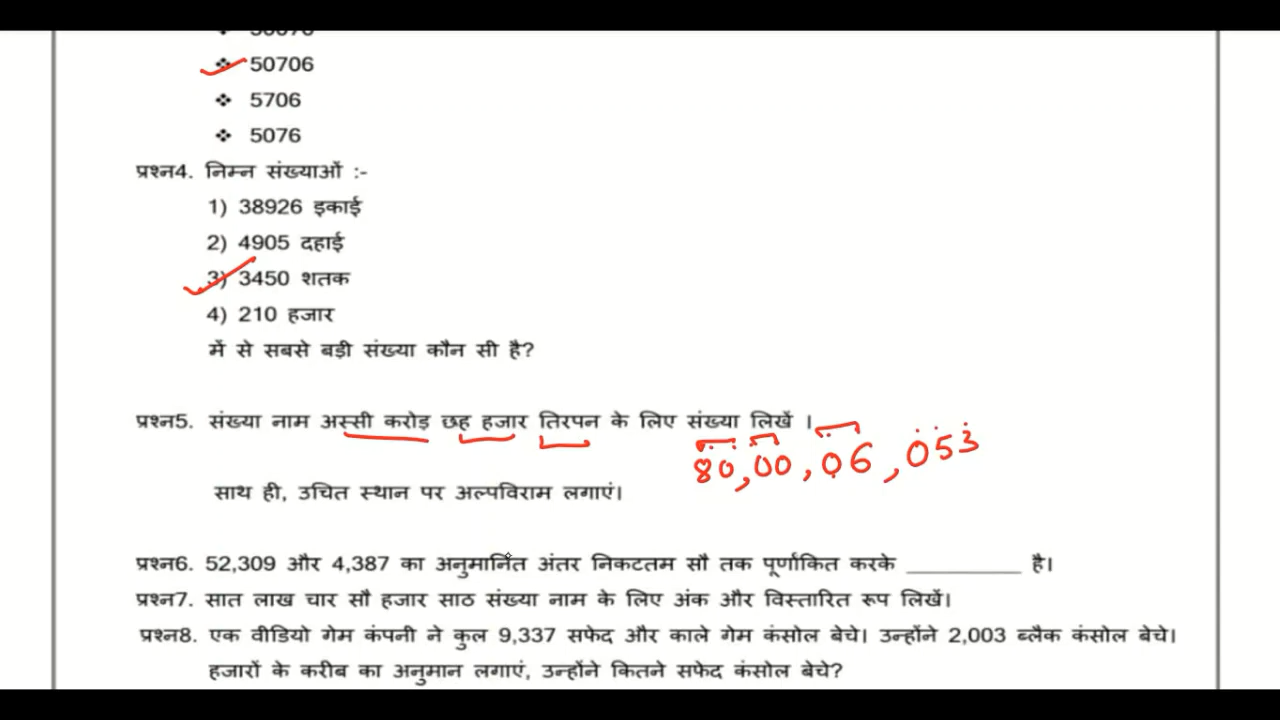 50706
5706
5076
प्रश्न4. निम्न संख्याओं :-
1) 38926 इकाई
2) 4905 दहाई
3) 3450 शतक
4) 210 हजार
में से सबसे बड़ी संख्या कौन सी है?
प्रश्न5. संख्या नाम अस्सी करोड़ छह हजार तिरपन के लिए संख्या लिखें ।
80,00,06,053
साथ ही, उचित स्थान पर अल्पविराम लगाएं।
प्रश्न6. 52,309 और 4,387 का अनुमानित अंतर निकटतम सौ तक पूर्णांकित करके ________ है।
प्रश्न7. सात लाख चार सौ हजार साठ संख्या नाम के लिए अंक और विस्तारित रूप लिखें।
प्रश्न8. एक वीडियो गेम कंपनी ने कुल 9,337 सफेद और काले गेम कंसोल बेचे। उन्होंने 2,003 ब्लैक कंसोल बेचे।
हजारों के करीब का अनुमान लगाएं, उन्होंने कितने सफेद कंसोल बेचे?